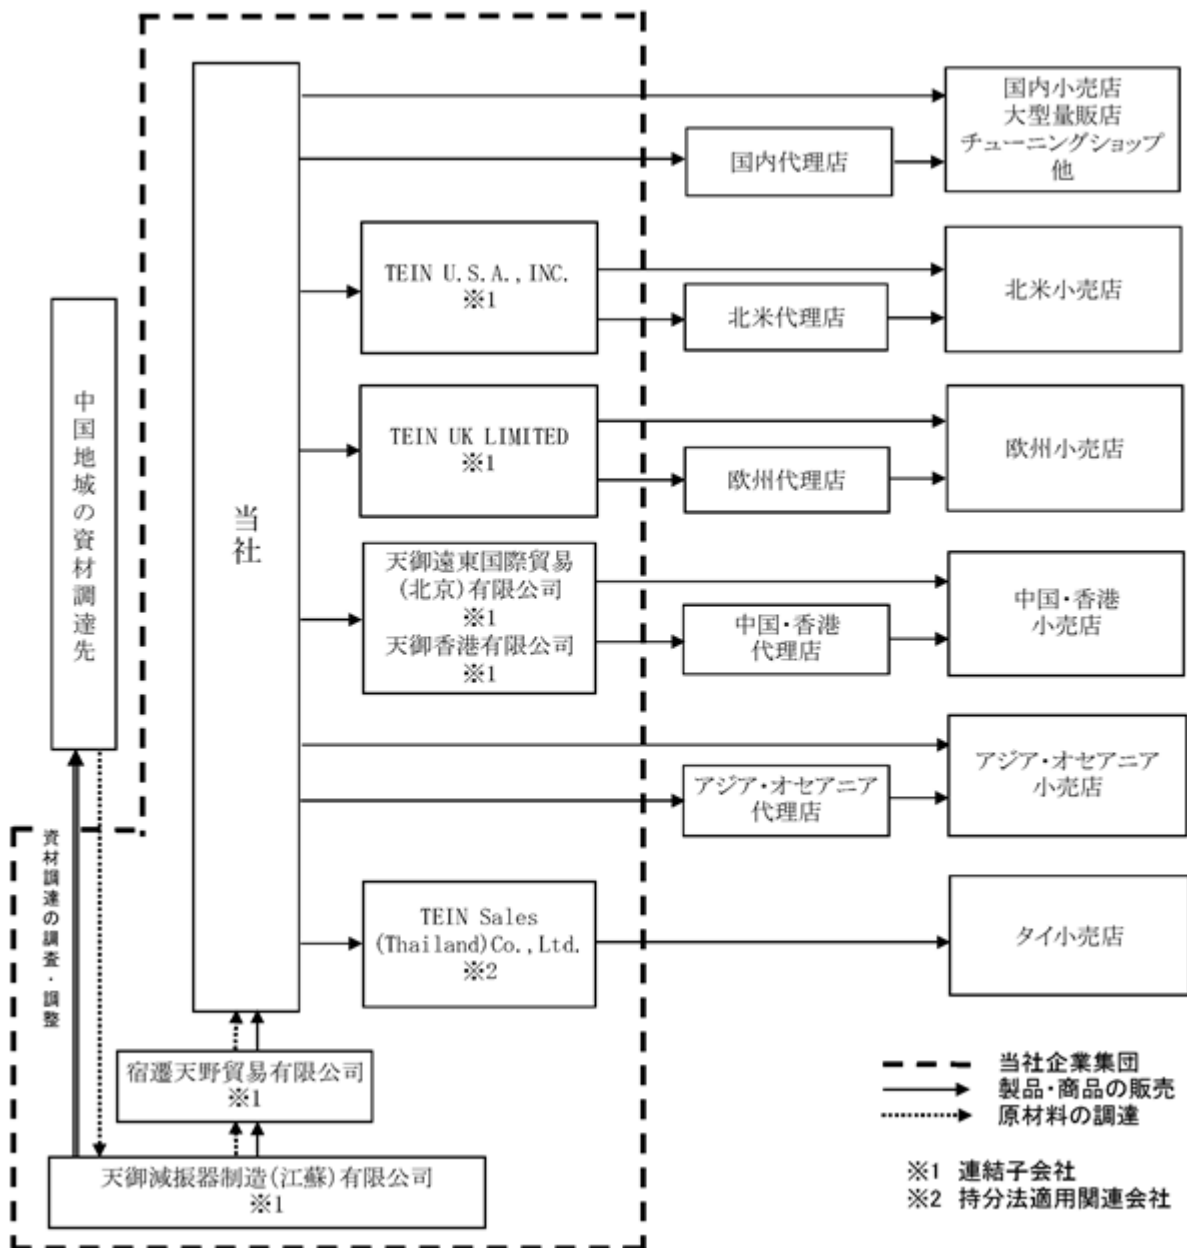 国内小売店
大型量販店
チューニングショップ
他
国内代理店
TEIN U.S.A.,INC.
※1
北米代理店
北米小売店
中国地域の資材調達先
当社
TEIN UK LIMITED
※1
欧州代理店
欧州小売店
天御遠東国際貿易
(北京)有限公司
※1
天御香港有限公司
※1
中国・香港
代理店
中国・香港
小売店
アジア・オセアニア
代理店
アジア・オセアニア
小売店
資材調達の調査・調整
TEIN Sales
(Thailand)Co.,Ltd.
※2
タイ小売店
宿遷天野貿易有限公司
※1
天御減振器制造(江蘇)有限公司
※1
当社企業集団
製品・商品の販売
原材料の調達
※1 連結子会社
※2 持分法適用関連会社